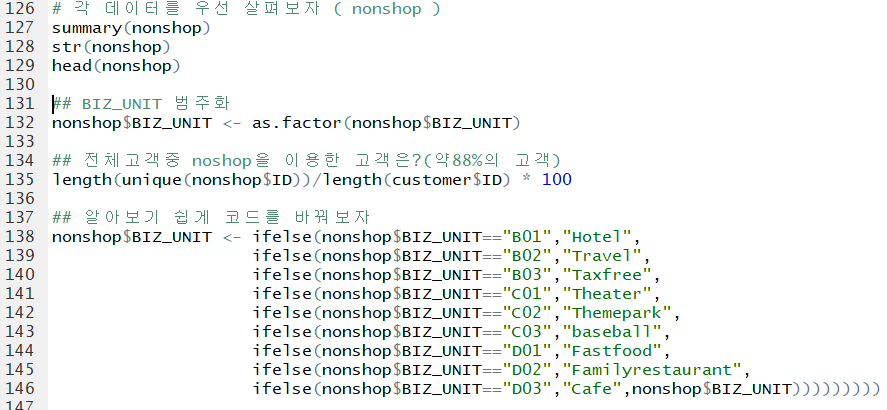 126 # 각 데이터를 우선 살펴보자 ( nonshop )
127 summary(nonshop)
128 str(nonshop)
129 head(nonshop)
130
131 ## BIZ_UNIT 범주화
132 nonshop$BIZ_UNIT <- as.factor(nonshop$BIZ_UNIT)
133
134 ## 전체고객중 noshop을 이용한 고객은?(약88%의 고객)
135 length(unique(nonshop$ID))/length(customer$ID) * 100
136
137 ## 알아보기 쉽게 코드를 바꿔보자
138 nonshop$BIZ_UNIT <- ifelse(nonshop$BIZ_UNIT=="B01","Hotel",
139 ifelse(nonshop$BIZ_UNIT=="B02","Travel",
140 ifelse(nonshop$BIZ_UNIT=="B03","Taxfree",
141 ifelse(nonshop$BIZ_UNIT=="C01","Theater",
142 ifelse(nonshop$BIZ_UNIT=="C02","Themepark",
143 ifelse(nonshop$BIZ_UNIT=="C03","baseball",
144 ifelse(nonshop$BIZ_UNIT=="D01","Fastfood",
145 ifelse(nonshop$BIZ_UNIT=="D02","Familyrestaurant",
146 ifelse(nonshop$BIZ_UNIT=="D03","Cafe",nonshop$BIZ_UNIT)))))))))
147